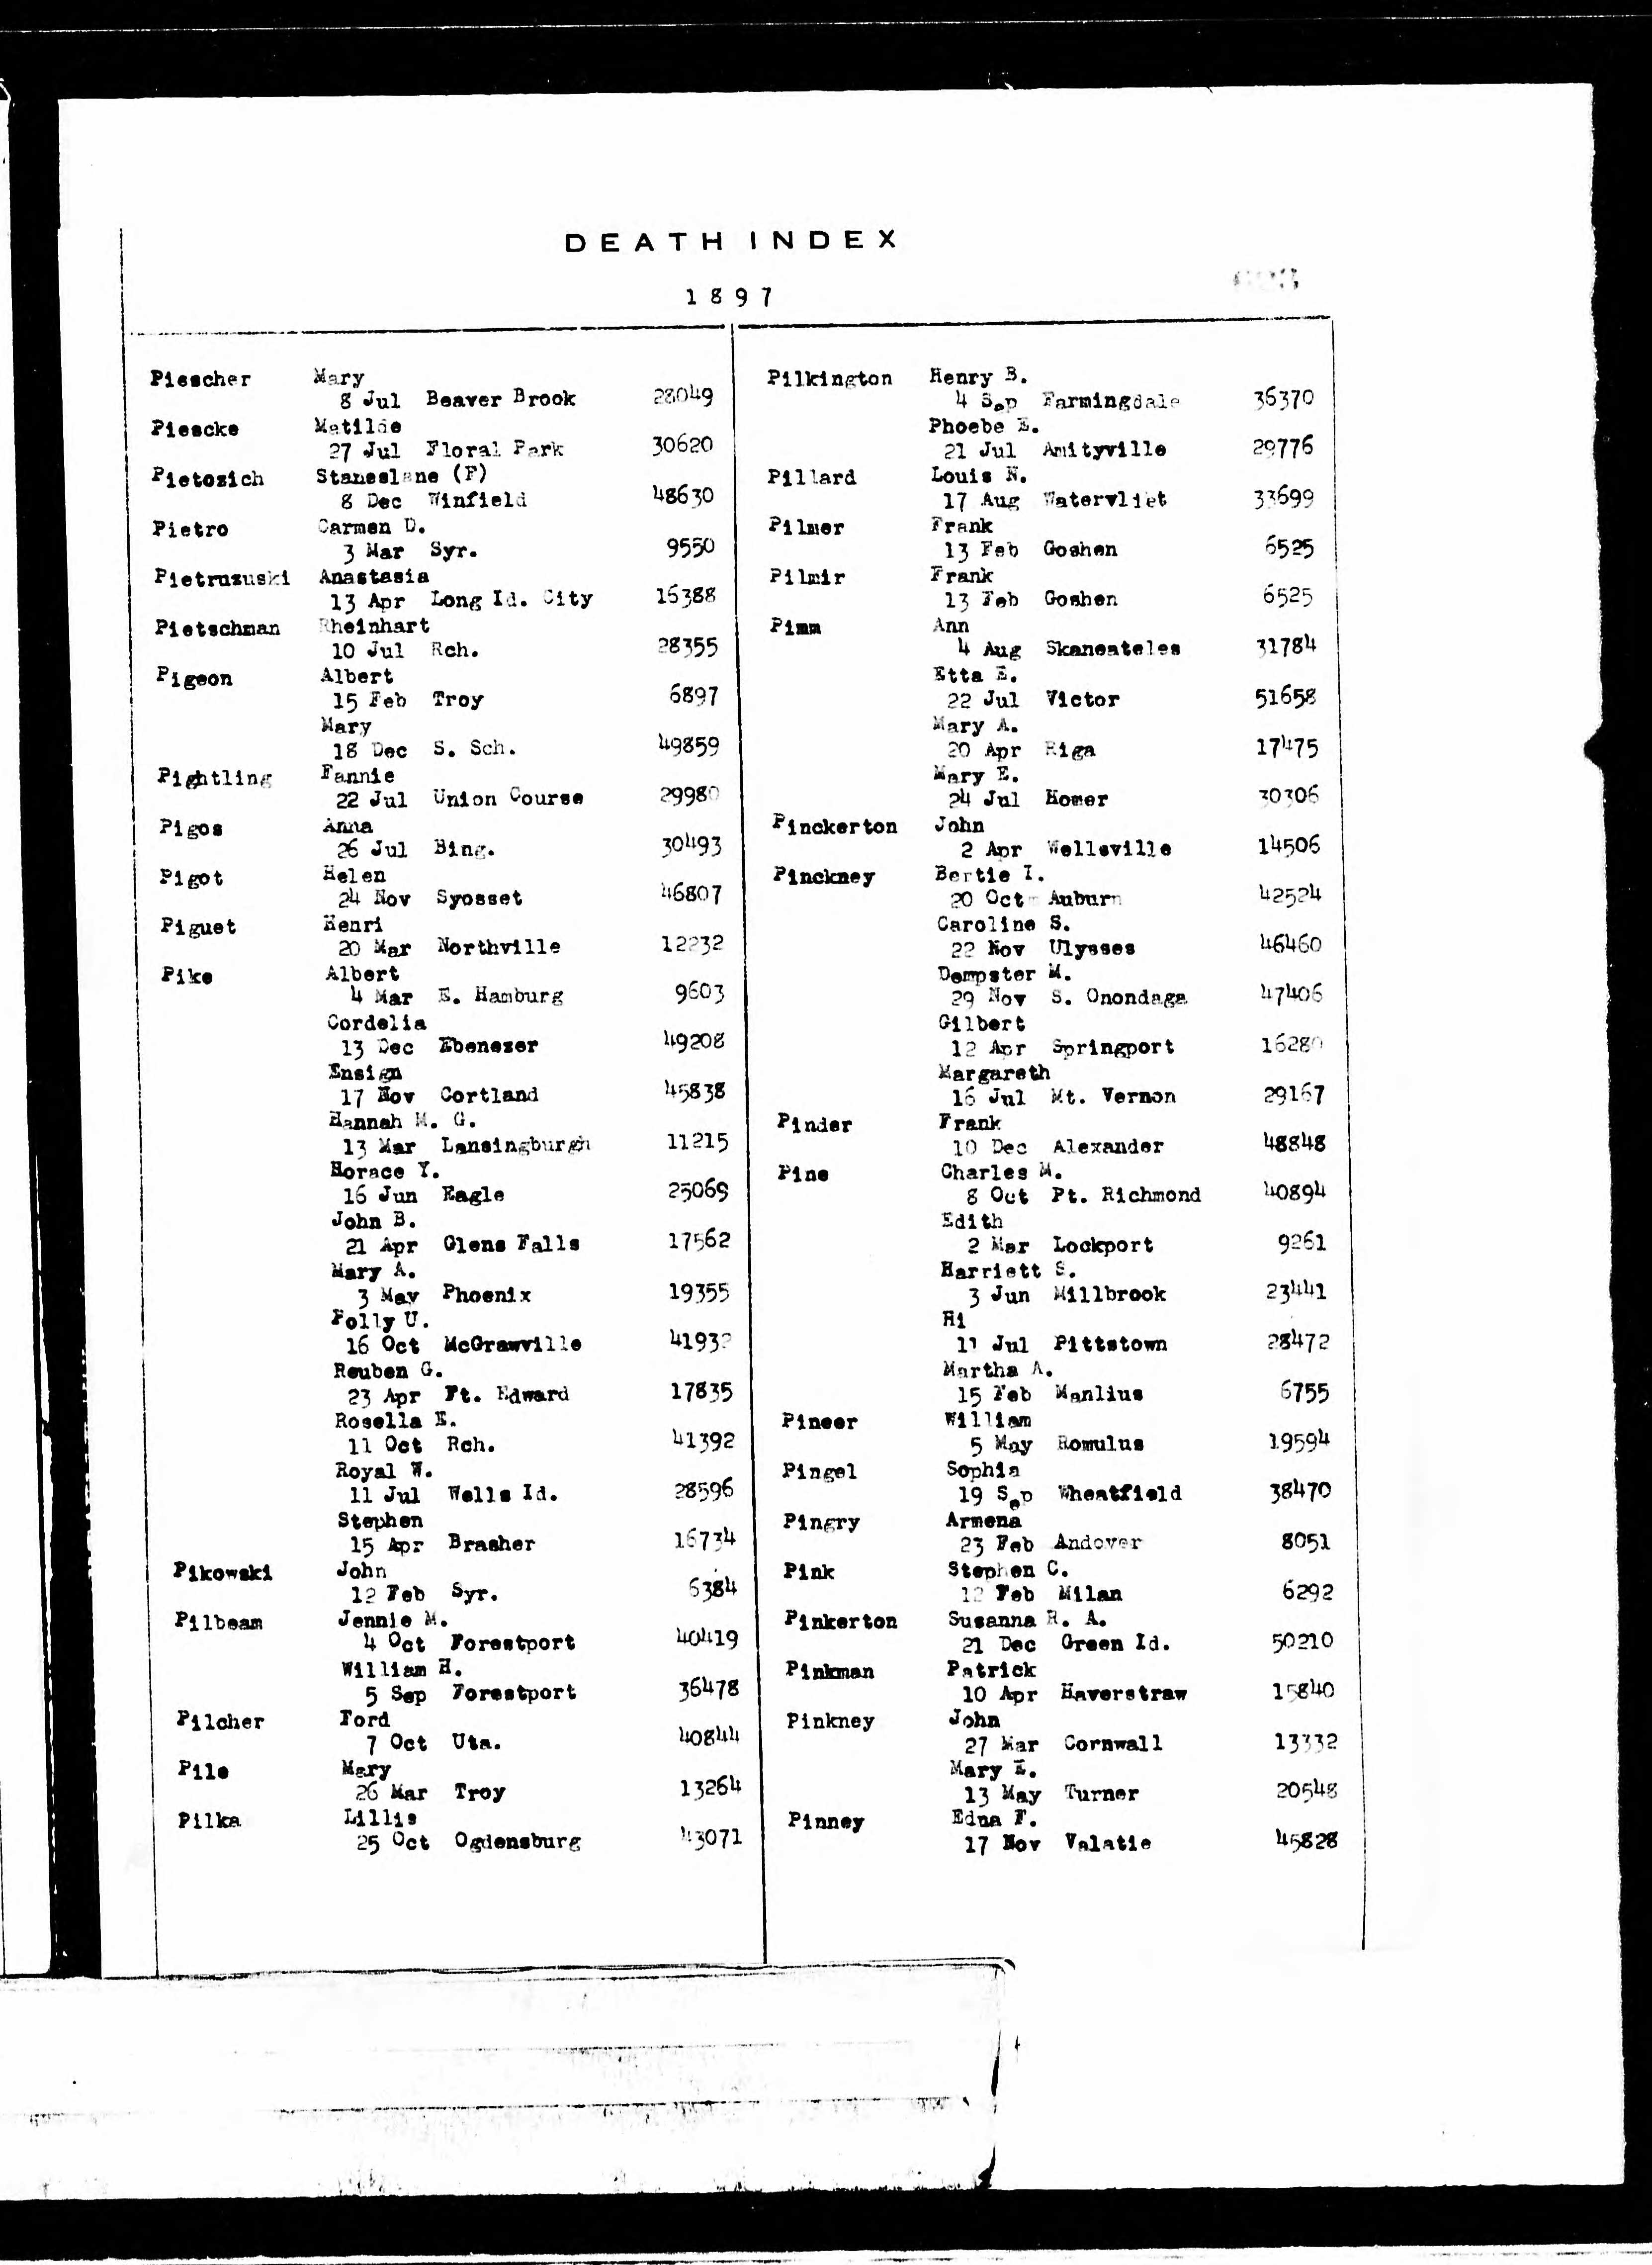 DEATH INDEX
1897
Piescher Mary
8 Jul Beaver Brook 28049
Piescke Matilde
27 Jul Floral Park 30620
Pietozich Staneslane (F)
8 Dec Winfield 48630
Pietro Carmen D.
3 Mar Syr. 9550
Pietruzuski Anastasia
13 Apr Long Id. City 16388
Pietschman Rheinhart
10 Jul Rch. 28355
Pigeon Albert
15 Feb Troy 6897
Mary
18 Dec S. Sch. 49859
Pightling Fannie
22 Jul Union Course 29980
Pigos Anna
26 Jul Bing. 30493
Pigot Helen
24 Nov Syosset 46807
Piguet Henri
20 Mar Northville 12232
Pike Albert
4 Mar E. Hamburg 9603
Cordelia
13 Dec Ebenezer 49208
Ensign
17 Nov Cortland 45838
Hannah M. G.
13 Mar Lansingburgh 11215
Horace Y.
16 Jun Eagle 25069
John B.
21 Apr Glens Falls 17562
Mary A.
3 May Phoenix 19355
Polly U.
16 Oct McGrawville 41932
Reuben G.
23 Apr Ft. Edward 17835
Rosella E.
11 Oct Rch. 41392
Royal W.
11 Jul Wells Id. 28596
Stephen
15 Apr Brasher 16734
Pikowski John
12 Feb Syr. 6384
Pilbeam Jennie M.
4 Oct Forestport 40419
William H.
5 Sep Forestport 36478
Pilcher Ford
7 Oct Uta. 40844
Pile Mary
26 Mar Troy 13264
Pilka Lillis
25 Oct Ogdensburg 43071
Pilkington Henry B.
4 Sep Farmingdale 36370
Phoebe E.
21 Jul Amityville 29776
Pillard Louis N.
17 Aug Watervliet 33699
Pilmer Frank
13 Feb Goshen 6525
Pilmir Frank
13 Feb Goshen 6525
Pimm Ann
4 Aug Skaneateles 31784
Etta E.
22 Jul Victor 51658
Mary A.
20 Apr Riga 17475
Mary E.
24 Jul Homer 30306
Pinckerton John
2 Apr Wellsville 14506
Pinckney Bertie I.
20 Oct Auburn 42524
Caroline S.
22 Nov Ulysses 46460
Dempster M.
29 Nov S. Onondaga 47406
Gilbert
12 Apr Springport 16280
Margareth
16 Jul Mt. Vernon 29167
Pinder Frank
10 Dec Alexander 48848
Pine Charles M.
8 Oct Pt. Richmond 40894
Edith
2 Mar Lockport 9261
Harriett S.
3 Jun Millbrook 23441
Hi
11 Jul Pittstown 28472
Martha A.
15 Feb Manlius 6755
Pineer William
5 May Romulus 19594
Pingel Sophia
19 Sep Wheatfield 38470
Pingry Armena
23 Feb Andover 8051
Pink Stephen C.
12 Feb Milan 6292
Pinkerton Susanna R. A.
21 Dec Green Id. 50210
Pinkman Patrick
10 Apr Haverstraw 15840
Pinkney John
27 Mar Cornwall 13332
Mary E.
13 May Turner 20548
Pinney Edna F.
17 Nov Valatie 45828